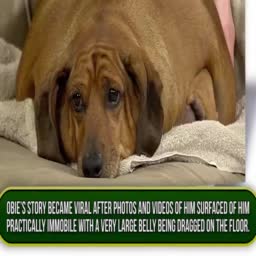 OBIE'S STORY BECAME VIRAL AFTER PHOTOS AND VIDEOS OF HIM SURFACED OF HIM
PRACTICALLY IMMOBILE WITH A VERY LARGE BELLY BEING DRAGGED ON THE FLOOR.